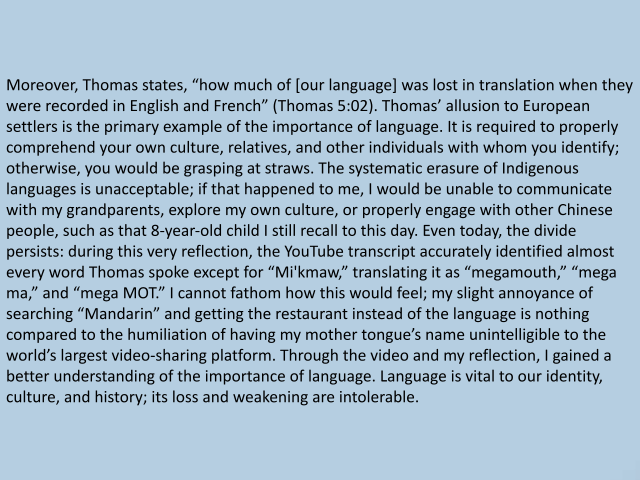 Moreover, Thomas states, “how much of [our language] was lost in translation when they
were recorded in English and French” (Thomas 5:02). Thomas’ allusion to European
settlers is the primary example of the importance of language. It is required to properly
comprehend your own culture, relatives, and other individuals with whom you identify;
otherwise, you would be grasping at straws. The systematic erasure of Indigenous
languages is unacceptable; if that happened to me, I would be unable to communicate
with my grandparents, explore my own culture, or properly engage with other Chinese
people, such as that 8-year-old child I still recall to this day. Even today, the divide
persists: during this very reflection, the YouTube transcript accurately identified almost
every word Thomas spoke except for “Mi'kmaw,” translating it as “megamouth,” “mega
ma,” and “mega MOT.” I cannot fathom how this would feel; my slight annoyance of
searching “Mandarin” and getting the restaurant instead of the language is nothing
compared to the humiliation of having my mother tongue’s name unintelligible to the
world’s largest video-sharing platform. Through the video and my reflection, I gained a
better understanding of the importance of language. Language is vital to our identity,
culture, and history; its loss and weakening are intolerable.